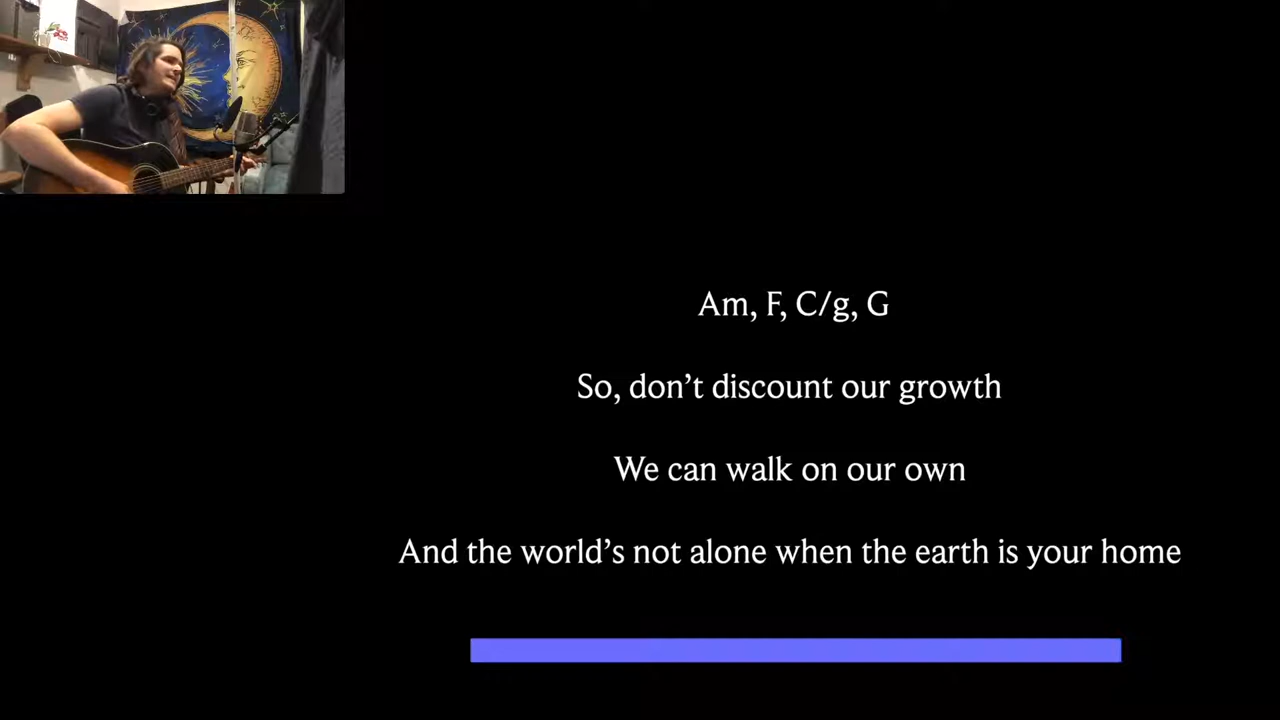 Am, F, C/g, G
So, don’t discount our growth
We can walk on our own
And the world’s not alone when the earth is your home